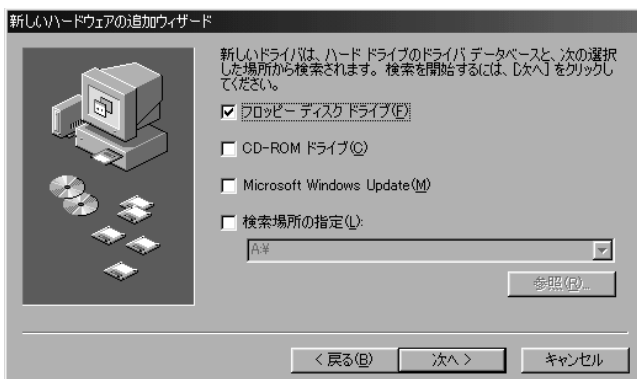 新しいハードウェアの追加ウィザード
新しいドライバは、ハード ドライブのドライバ データベースと、次の選択
した場所から検索されます。検索を開始するには、[次へ] をクリックし
てください。
フロッピー ディスク ドライブ(F)
CD-ROM ドライブ(C)
Microsoft Windows Update(M)
検索場所の指定(L):
A:¥
参照(R)...
< 戻る(B)
次へ >
キャンセル